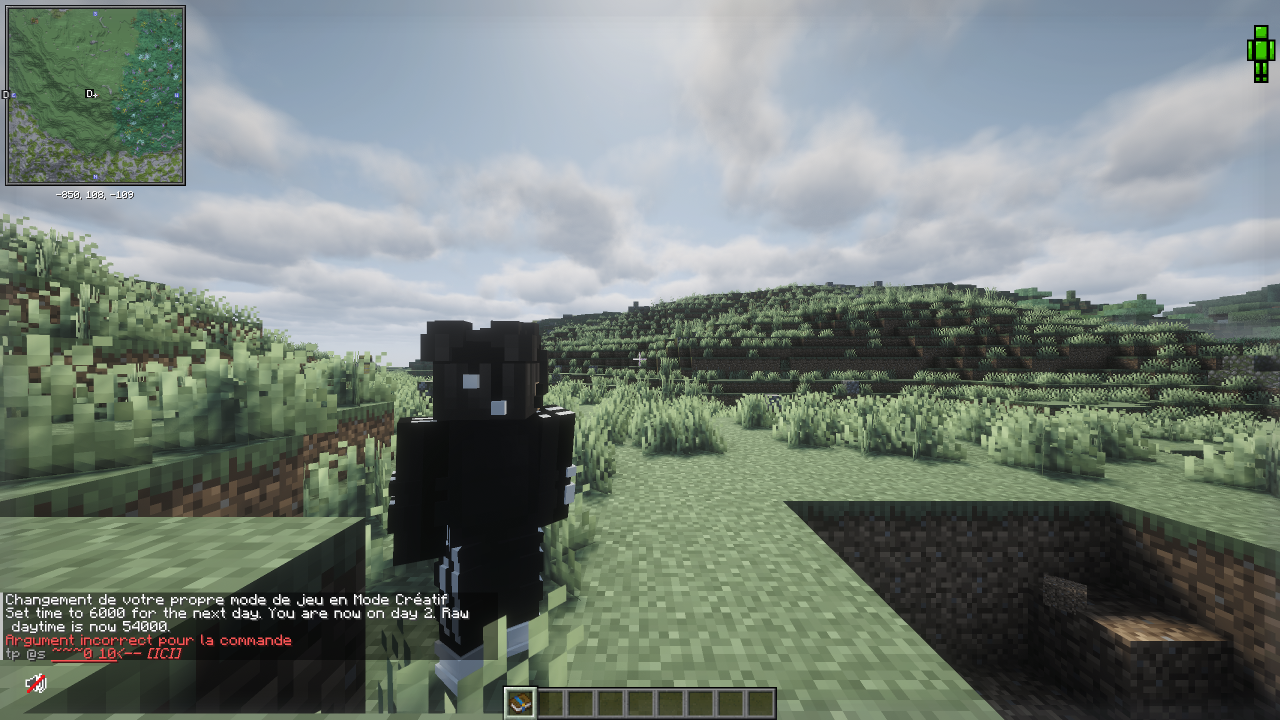 D
D
-858, 108, -109
Changement de votre propre mode de jeu en Mode Créatif
Set time to 6000 for the next day. You are now on day 2. Raw
daytime is now 54000.
Argument incorrect pour la commande
tp @s ~~~0 10<-- [ICI]